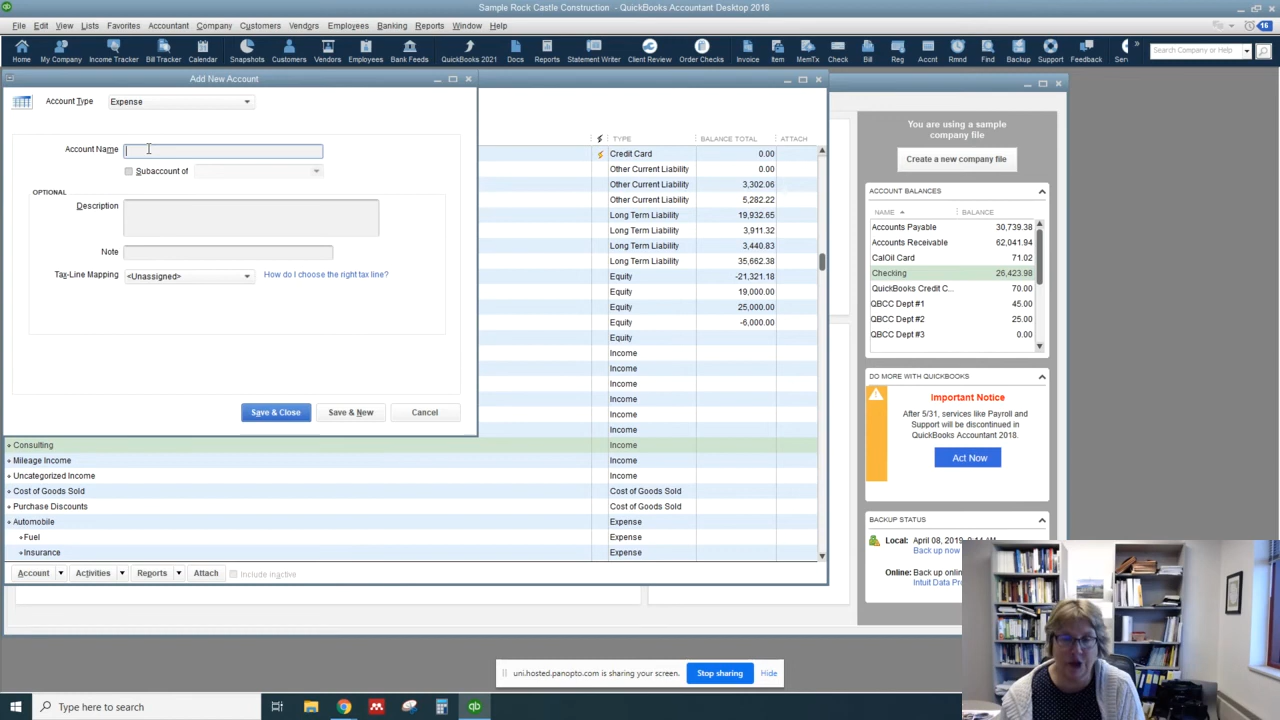 Sample Rock Castle Construction - QuickBooks Accountant Desktop 2018
File Edit View Lists Favorites Accountant Company Customers Vendors Employees Banking Reports Window Help
16
Home My Company Income Tracker Bill Tracker Calendar Snapshots Customers Vendors Employees Bank Feeds QuickBooks 2021 Docs Reports Statement Writer Client Review Order Checks Invoice Item MemTx Check Bill Reg Accnt Rmnd Find Backup Support Feedback Serv
Search Company or Help
Add New Account
Account Type Expense
Account Name
Subaccount of
OPTIONAL
Description
Note
Tax-Line Mapping <Unassigned> How do I choose the right tax line?
Save & Close Save & New Cancel
TYPE BALANCE TOTAL ATTACH
Credit Card 0.00
Other Current Liability 0.00
Other Current Liability 3,302.06
Other Current Liability 5,282.22
Long Term Liability 19,932.65
Long Term Liability 3,911.32
Long Term Liability 3,440.83
Long Term Liability 35,662.38
Equity -21,321.18
Equity 19,000.00
Equity 25,000.00
Equity -6,000.00
Equity
Income
Income
Income
Income
Income
Income
Consulting Income
Mileage Income Income
Uncategorized Income Income
Cost of Goods Sold Cost of Goods Sold
Purchase Discounts Cost of Goods Sold
Automobile Expense
Fuel Expense
Insurance Expense
Account Activities Reports Attach Include inactive
You are using a sample
company file
Create a new company file
ACCOUNT BALANCES
NAME BALANCE
Accounts Payable 30,739.38
Accounts Receivable 62,041.94
CalOil Card 71.02
Checking 26,423.98
QuickBooks Credit C... 70.00
QBCC Dept #1 45.00
QBCC Dept #2 25.00
QBCC Dept #3 0.00
DO MORE WITH QUICKBOOKS
Important Notice
After 5/31, services like Payroll and
Support will be discontinued in
QuickBooks Accountant 2018.
Act Now
BACKUP STATUS
Local: April 08, 2019
Back up now
Online: Back up onlin
Intuit Data Pro
uni.hosted.panopto.com is sharing your screen. Stop sharing Hide
Type here to search